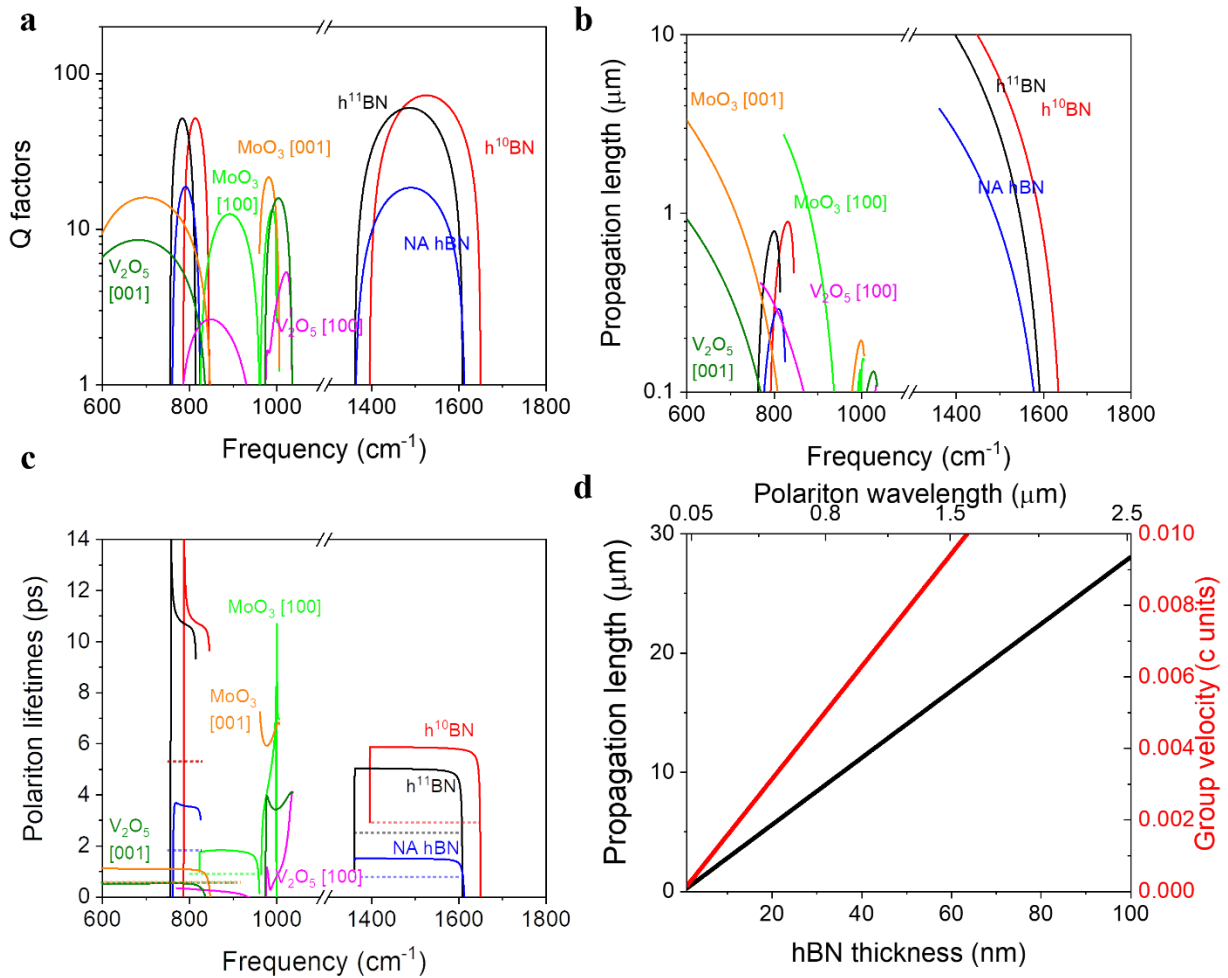 a
Q factors
100
10
1
h¹¹BN
MoO₃ [001]
MoO₃
[100]
h¹⁰BN
NA hBN
V₂O₅
[001]
V₂O₅ [100]
600 800 1000 1400 1600 1800
Frequency (cm⁻¹)
b
Propagation length (μm)
10
1
0.1
MoO₃ [001]
h¹¹BN
h¹⁰BN
NA hBN
MoO₃ [100]
V₂O₅ [100]
V₂O₅
[001]
600 800 1000 1400 1600 1800
Frequency (cm⁻¹)
c
Polariton lifetimes (ps)
14
12
10
8
6
4
2
0
MoO₃ [100]
MoO₃
[001]
h¹⁰BN
h¹¹BN
V₂O₅
[001]
NA hBN
V₂O₅ [100]
600 800 1000 1400 1600 1800
Frequency (cm⁻¹)
d
Polariton wavelength (μm)
0.05 0.8 1.5 2.5
Propagation length (μm)
30
20
10
0
0.010
0.008
0.006
0.004
0.002
0.000
Group velocity (c units)
20 40 60 80 100
hBN thickness (nm)